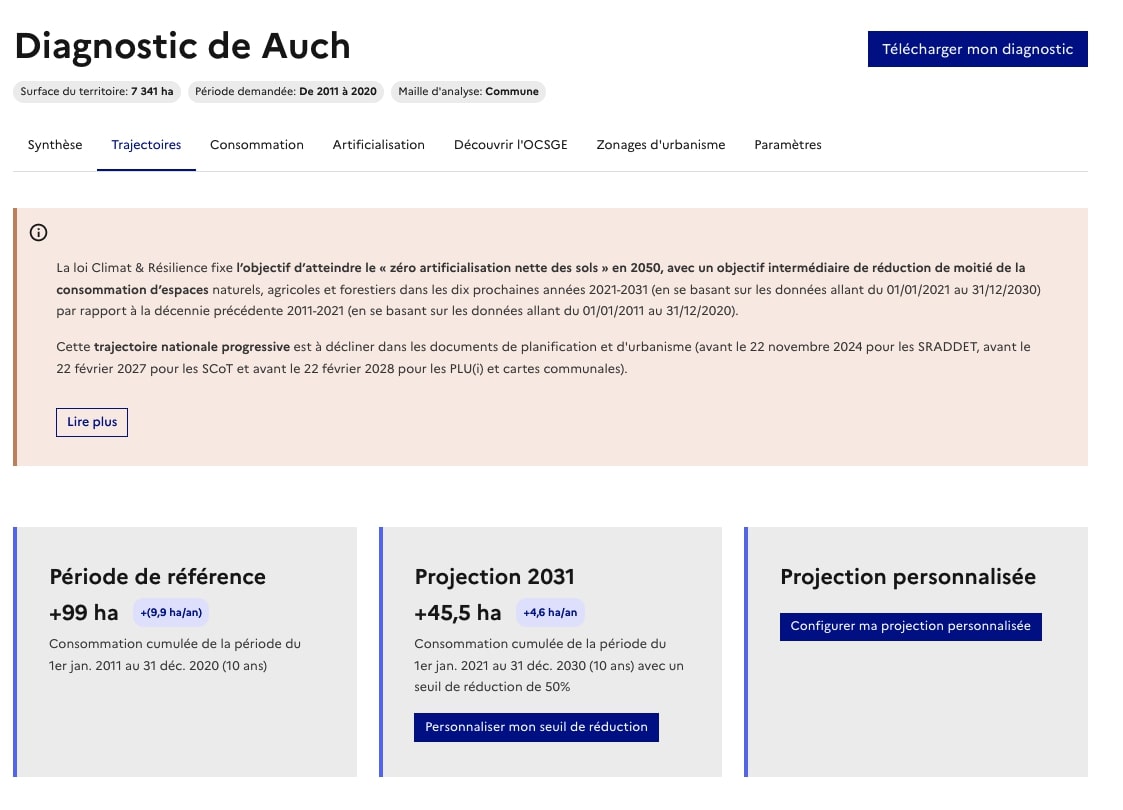 Diagnostic de Auch
Télécharger mon diagnostic
Surface du territoire: 7 341 ha
Période demandée: De 2011 à 2020
Maille d'analyse: Commune
Synthèse
Trajectoires
Consommation
Artificialisation
Découvrir l'OCSGE
Zonages d'urbanisme
Paramètres
La loi Climat & Résilience fixe l’objectif d’atteindre le « zéro artificialisation nette des sols » en 2050, avec un objectif intermédiaire de réduction de moitié de la
consommation d’espaces naturels, agricoles et forestiers dans les dix prochaines années 2021-2031 (en se basant sur les données allant du 01/01/2021 au 31/12/2030)
par rapport à la décennie précédente 2011-2021 (en se basant sur les données allant du 01/01/2011 au 31/12/2020).
Cette trajectoire nationale progressive est à décliner dans les documents de planification et d'urbanisme (avant le 22 novembre 2024 pour les SRADDET, avant le
22 février 2027 pour les SCoT et avant le 22 février 2028 pour les PLU(i) et cartes communales).
Lire plus
Période de référence
+99 ha +(9,9 ha/an)
Consommation cumulée de la période du
1er jan. 2011 au 31 déc. 2020 (10 ans)
Projection 2031
+45,5 ha +4,6 ha/an
Consommation cumulée de la période du
1er jan. 2021 au 31 déc. 2030 (10 ans) avec un
seuil de réduction de 50%
Personnaliser mon seuil de réduction
Projection personnalisée
Configurer ma projection personnalisée